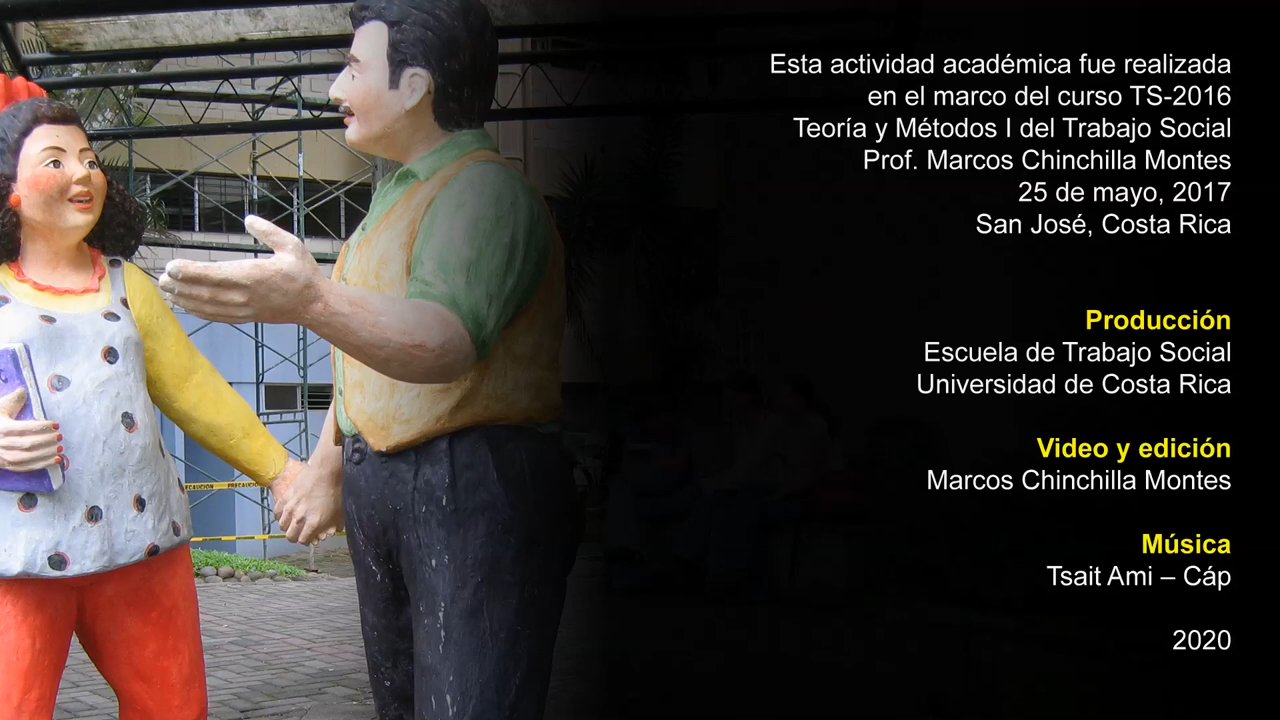 Esta actividad académica fue realizada
en el marco del curso TS-2016
Teoría y Métodos I del Trabajo Social
Prof. Marcos Chinchilla Montes
25 de mayo, 2017
San José, Costa Rica
Producción
Escuela de Trabajo Social
Universidad de Costa Rica
Video y edición
Marcos Chinchilla Montes
Música
Tsait Ami – Cáp
2020
PRECAUCIÓN